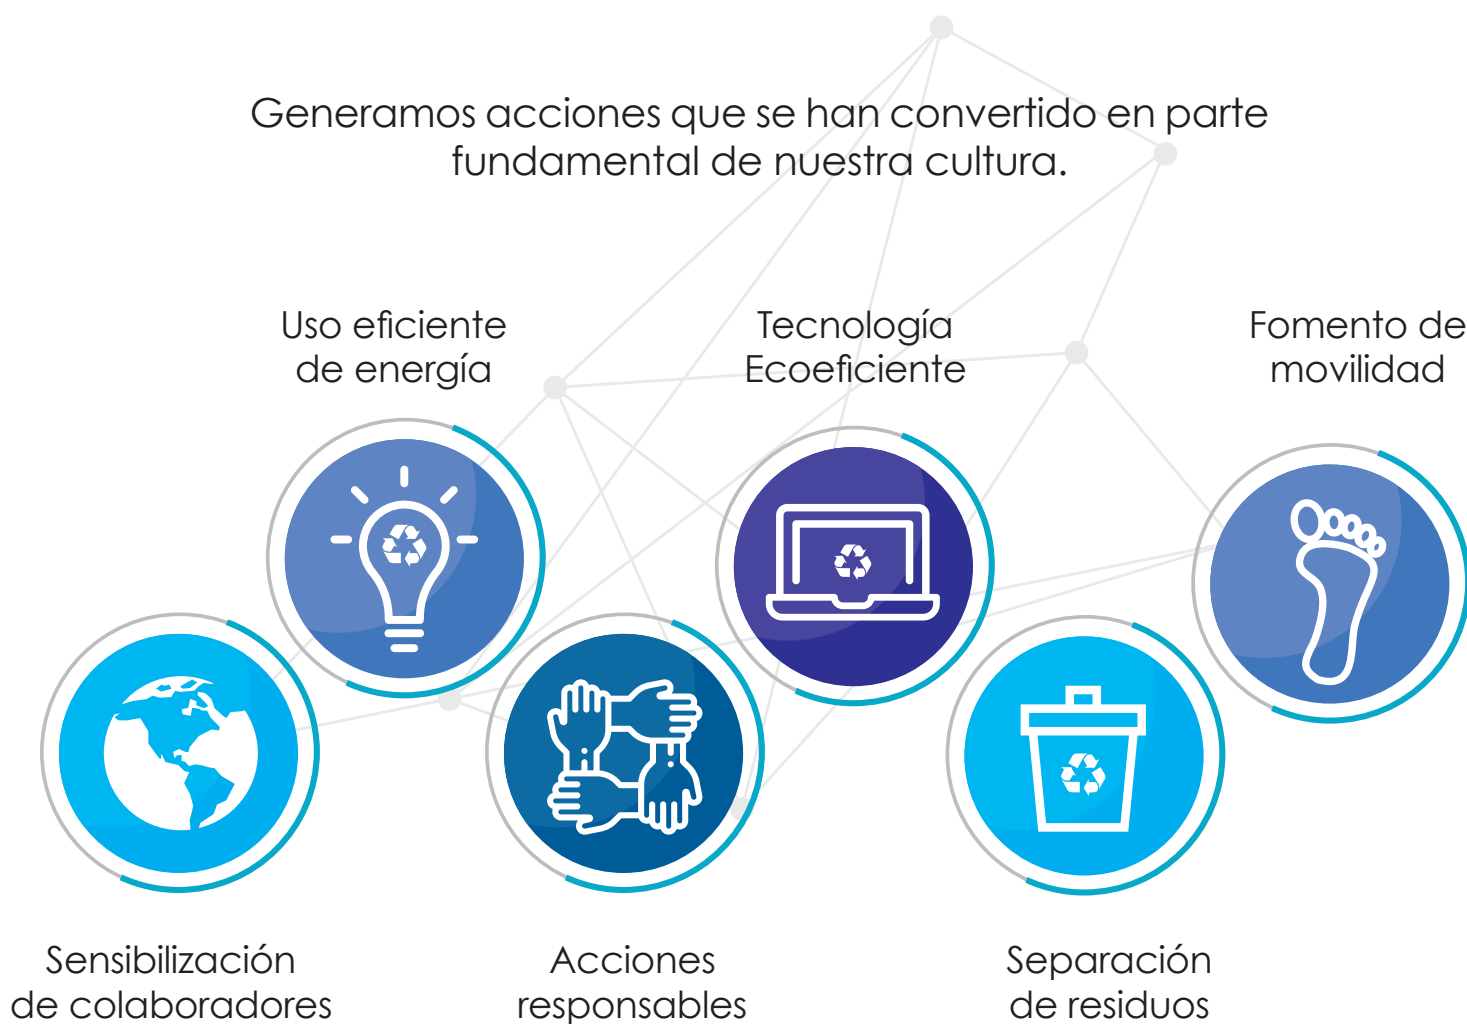 Generamos acciones que se han convertido en parte
fundamental de nuestra cultura.
Uso eficiente
de energía
Tecnología
Ecoeficiente
Fomento de
movilidad
Sensibilización
de colaboradores
Acciones
responsables
Separación
de residuos